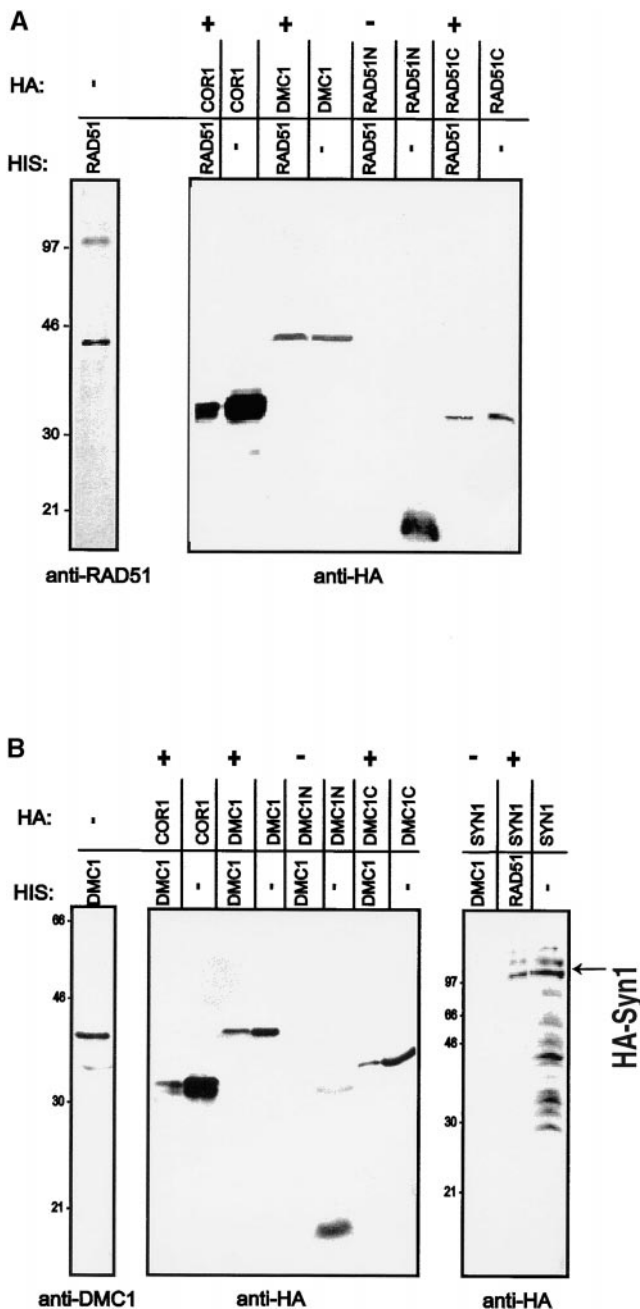 A
+ + - +
HA: - COR1 COR1 DMC1 DMC1 RAD51N RAD51N RAD51C RAD51C
HIS: RAD51 RAD51 - RAD51 - RAD51 - RAD51 -
97
46
30
21
anti-RAD51 anti-HA
B
+ + - + - +
HA: - COR1 COR1 DMC1 DMC1 DMC1N DMC1N DMC1C DMC1C SYN1 SYN1 SYN1
HIS: DMC1 DMC1 - DMC1 - DMC1 - DMC1 - DMC1 RAD51 -
66
46
30
21
97
66
46
30
21
HA-Syn1
anti-DMC1 anti-HA anti-HA